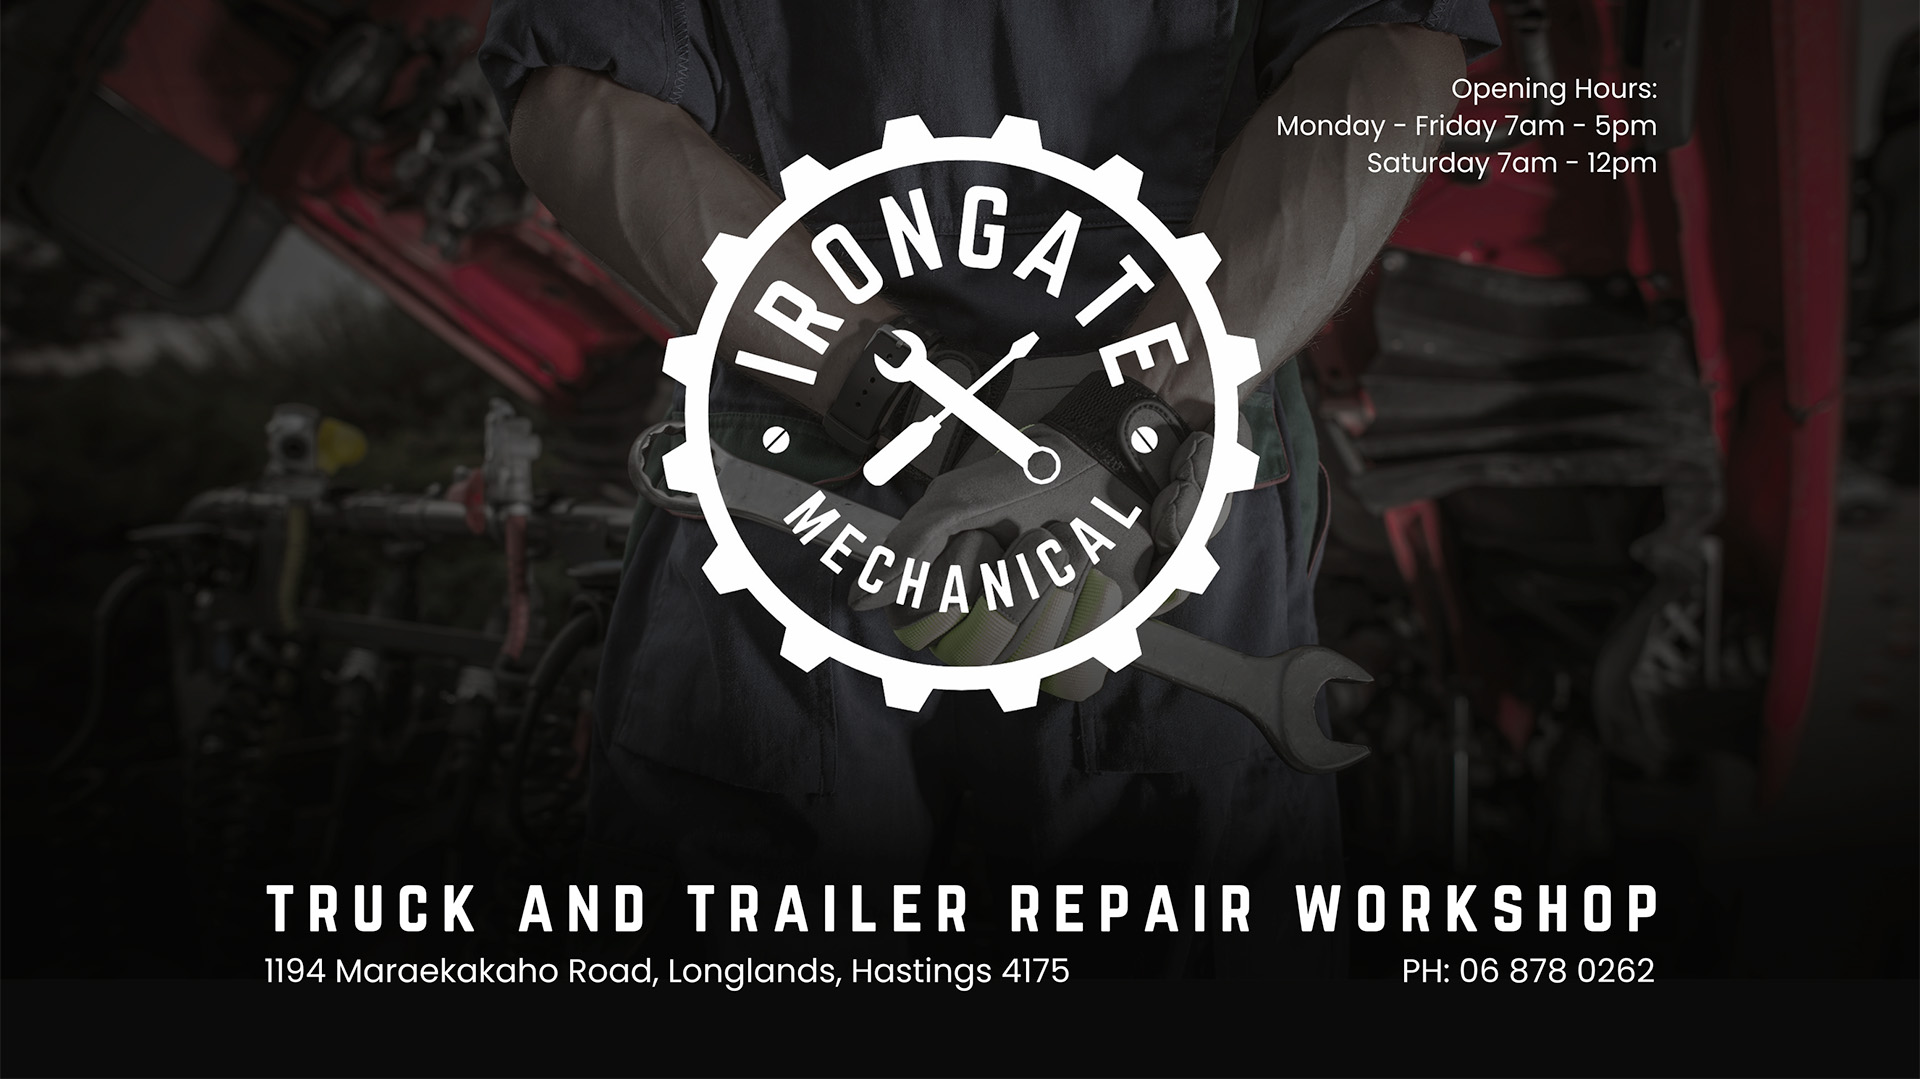 Opening Hours:
Monday - Friday 7am - 5pm
Saturday 7am - 12pm
IRONGATE
MECHANICAL
TRUCK AND TRAILER REPAIR WORKSHOP
1194 Maraekakaho Road, Longlands, Hastings 4175
PH: 06 878 0262